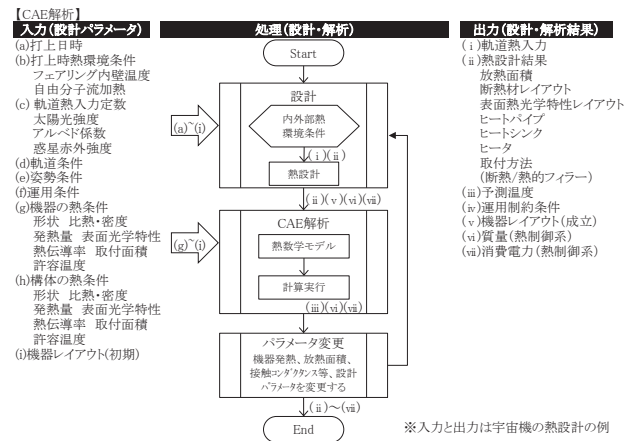 【CAE解析】
入力(設計パラメータ)
(a)打上日時
(b)打上時熱環境条件
フェアリング内壁温度
自由分子流加熱
(c) 軌道熱入力定数
太陽光強度
アルベド係数
惑星赤外強度
(d)軌道条件
(e)姿勢条件
(f)運用条件
(g)機器の熱条件
形状 比熱・密度
発熱量 表面光学特性
熱伝導率 取付面積
許容温度
(h)構体の熱条件
形状 比熱・密度
発熱量 表面光学特性
熱伝導率 取付面積
許容温度
(i)機器レイアウト(初期)
処理(設計・解析)
Start
(a)~(i)
設計
内外部熱
環境条件
(ⅰ)(ⅱ)
熱設計
(ⅱ)(ⅴ)(ⅵ)(ⅶ)
(g)~(i)
CAE解析
熱数学モデル
計算実行
(ⅲ)(ⅵ)(ⅶ)
パラメータ変更
機器発熱、放熱面積、
接触コンダクタンス等、設計
パラメータを変更する
(ⅱ)～(ⅶ)
End
出力(設計・解析結果)
(ⅰ)軌道熱入力
(ⅱ)熱設計結果
放熱面積
断熱材レイアウト
表面熱光学特性レイアウト
ヒートパイプ
ヒートシンク
ヒータ
取付方法
(断熱/熱的フィラー)
(ⅲ)予測温度
(ⅳ)運用制約条件
(ⅴ)機器レイアウト(成立)
(ⅵ)質量(熱制御系)
(ⅶ)消費電力(熱制御系)
※入力と出力は宇宙機の熱設計の例